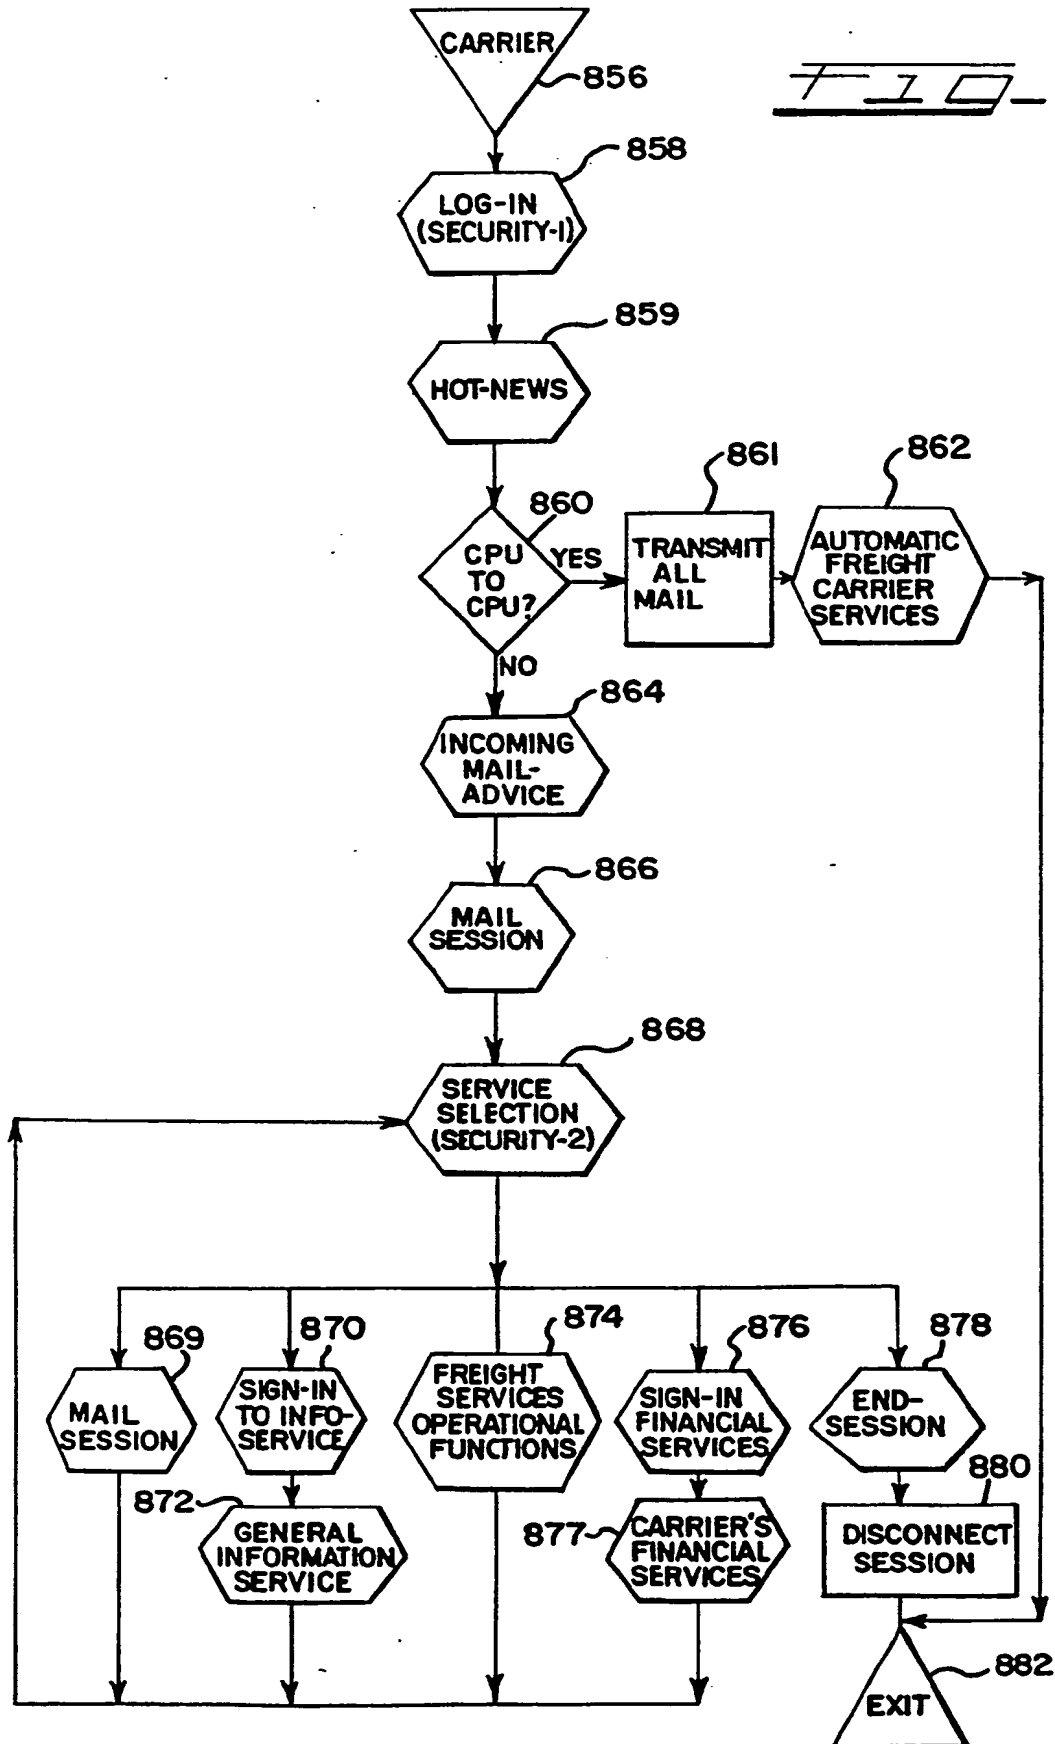 CARRIER
856
FIG.
858
LOG-IN
(SECURITY-1)
859
HOT-NEWS
860
CPU
TO
CPU?
YES
NO
861
TRANSMIT
ALL
MAIL
862
AUTOMATIC
FREIGHT
CARRIER
SERVICES
864
INCOMING
MAIL-
ADVICE
866
MAIL
SESSION
868
SERVICE
SELECTION
(SECURITY-2)
869
MAIL
SESSION
870
SIGN-IN
TO INFO-
SERVICE
872
GENERAL
INFORMATION
SERVICE
874
FREIGHT
SERVICES
OPERATIONAL
FUNCTIONS
876
SIGN-IN
FINANCIAL
SERVICES
877
CARRIER'S
FINANCIAL
SERVICES
878
END-
SESSION
880
DISCONNECT
SESSION
882
EXIT